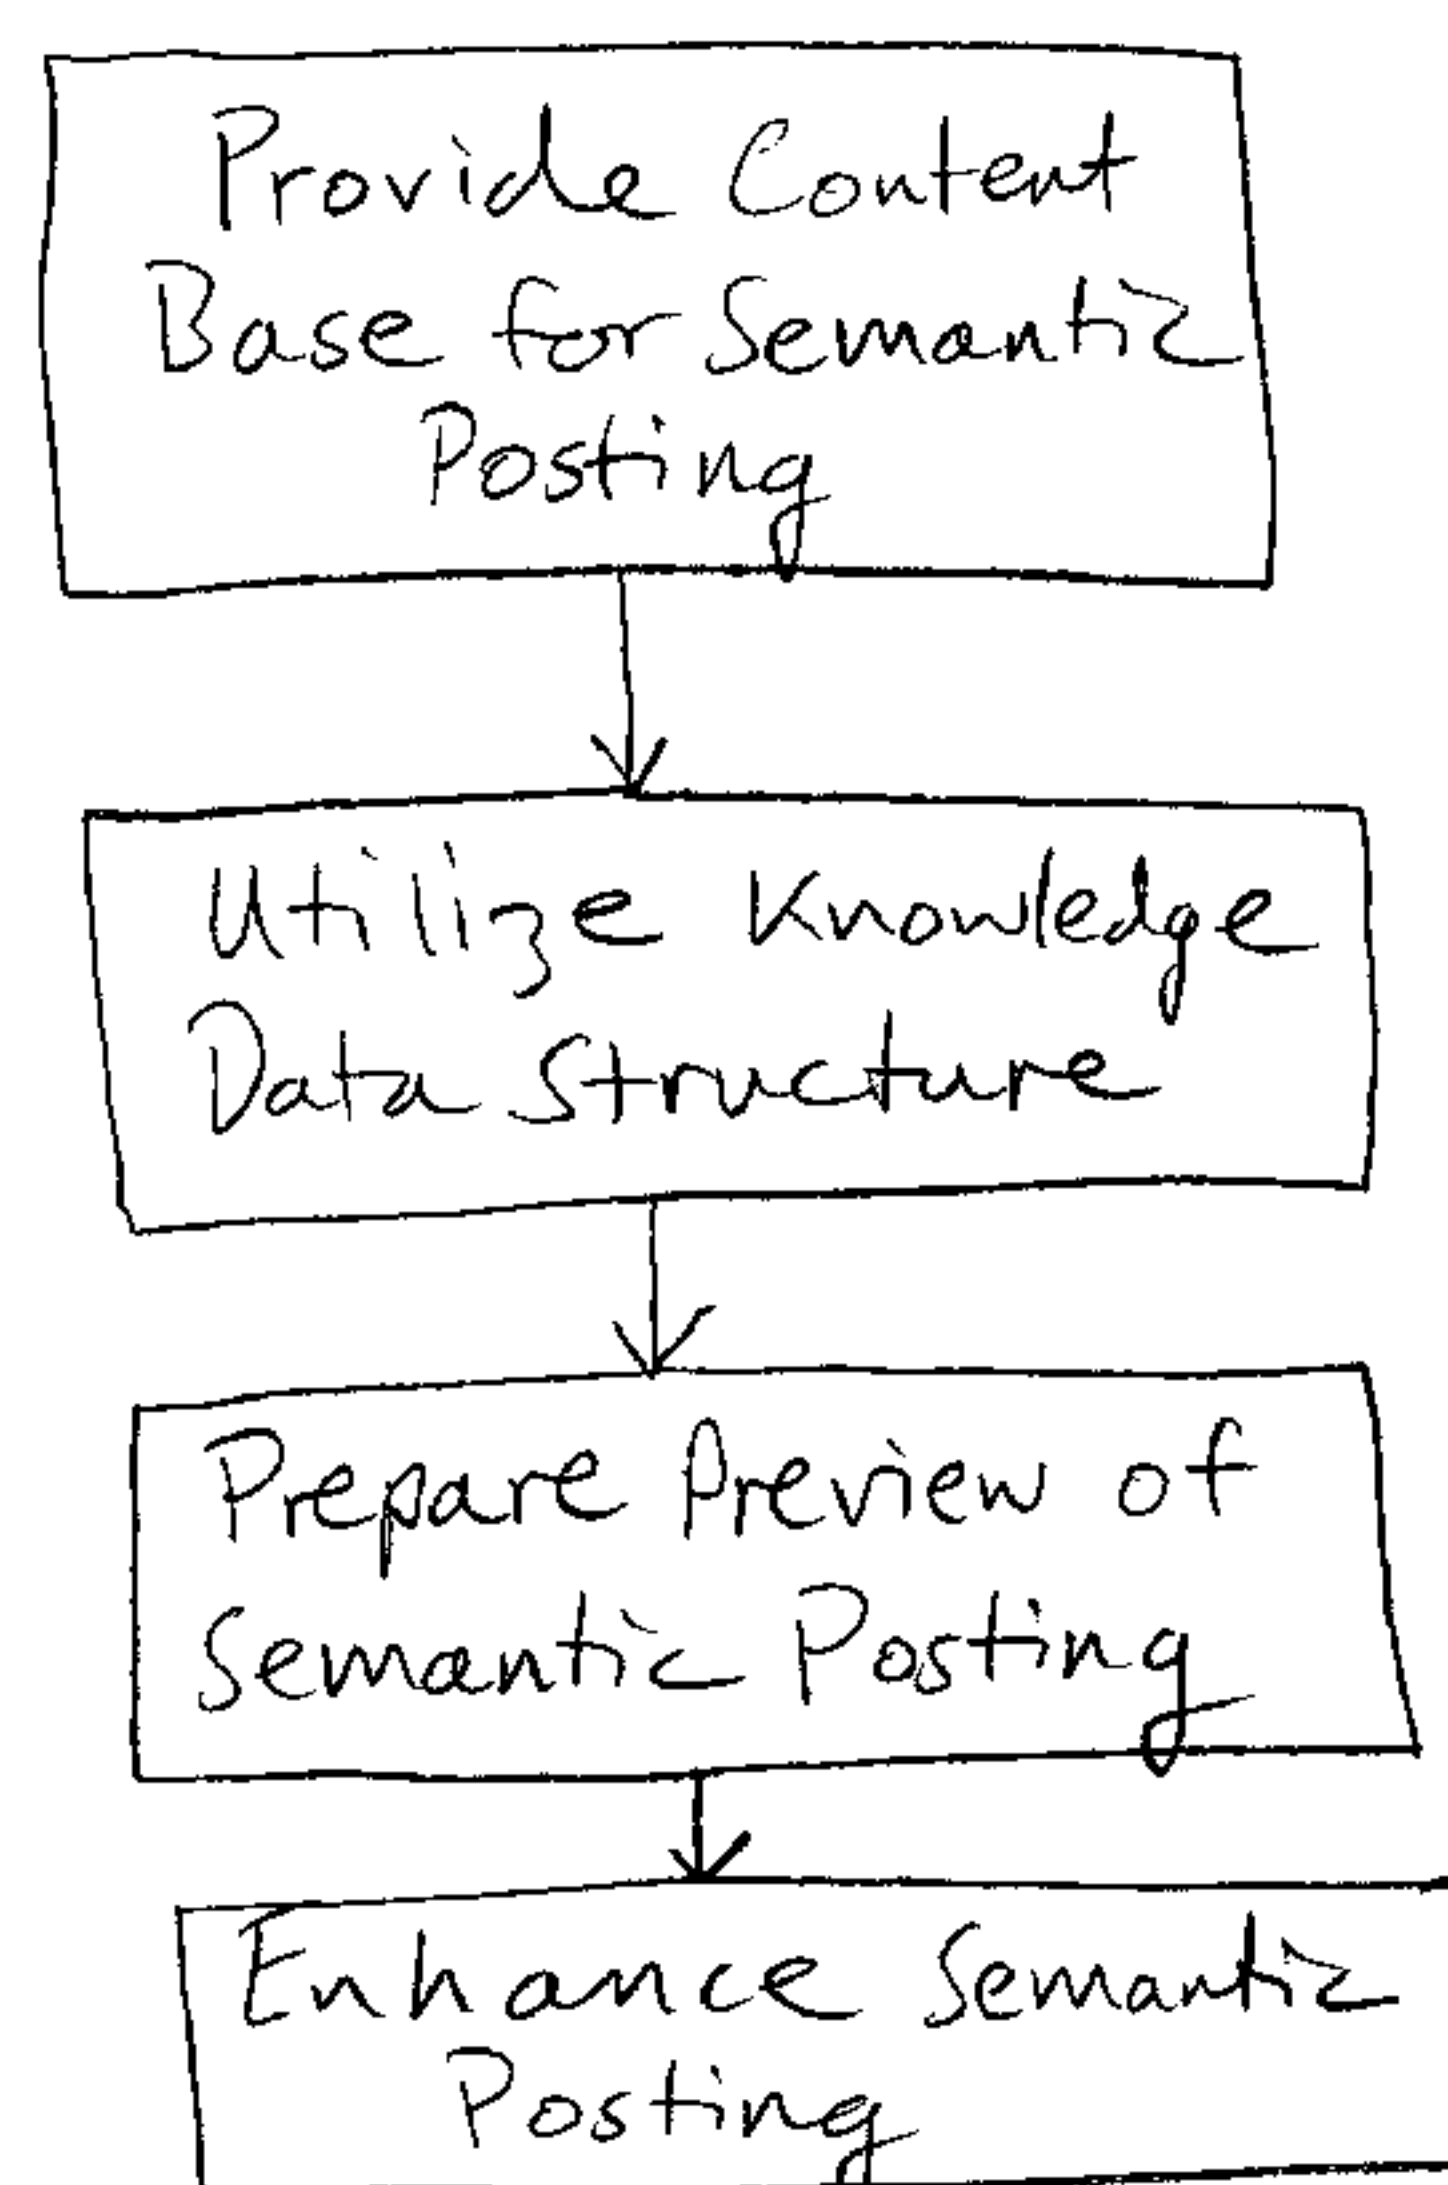 Provide Content
Base for Semantic
Posting
Utilize Knowledge
Data Structure
Prepare Preview of
Semantic Posting
Enhance Semantic
Posting